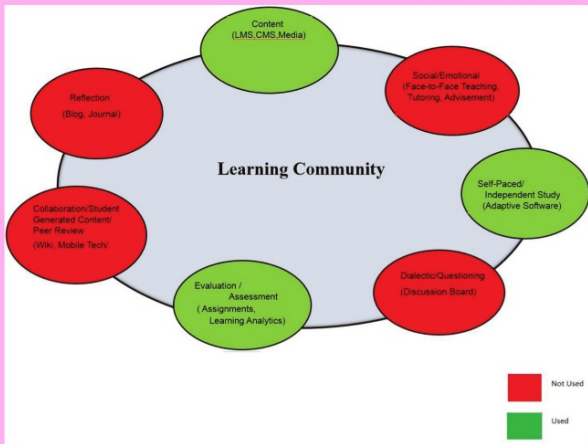 Content
(LMS,CMS,Media)
Social/Emotional
(Face-to-Face Teaching,
Tutoring, Advisement)
Reflection
(Blog, Journal)
Learning Community
Self-Paced/
Independent Study
(Adaptive Software)
Collaboration/Student
Generated Content/
Peer Review
(Wiki, Mobile Tech/
Evaluation /
Assessment
( Assignments,
Learning Analytics)
Dialectic/Questioning
(Discussion Board)
Not Used
Used